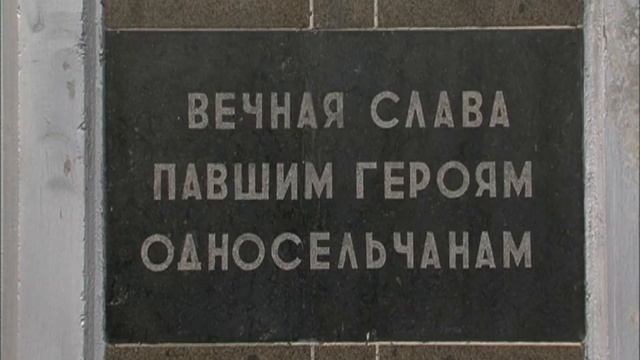 ВЕЧНАЯ СЛАВА
ПАВШИМ ГЕРОЯМ
ОДНОСЕЛЬЧАНАМ